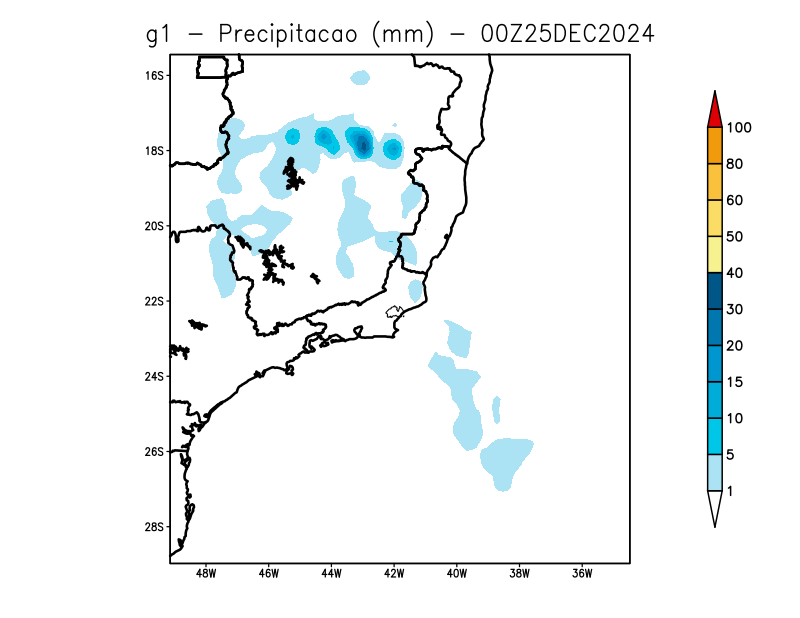 g1 – Precipitacao (mm) – 00Z25DEC2024
16S
18S
20S
22S
24S
26S
28S
48W 46W 44W 42W 40W 38W 36W
100
80
60
50
40
30
20
15
10
5
1